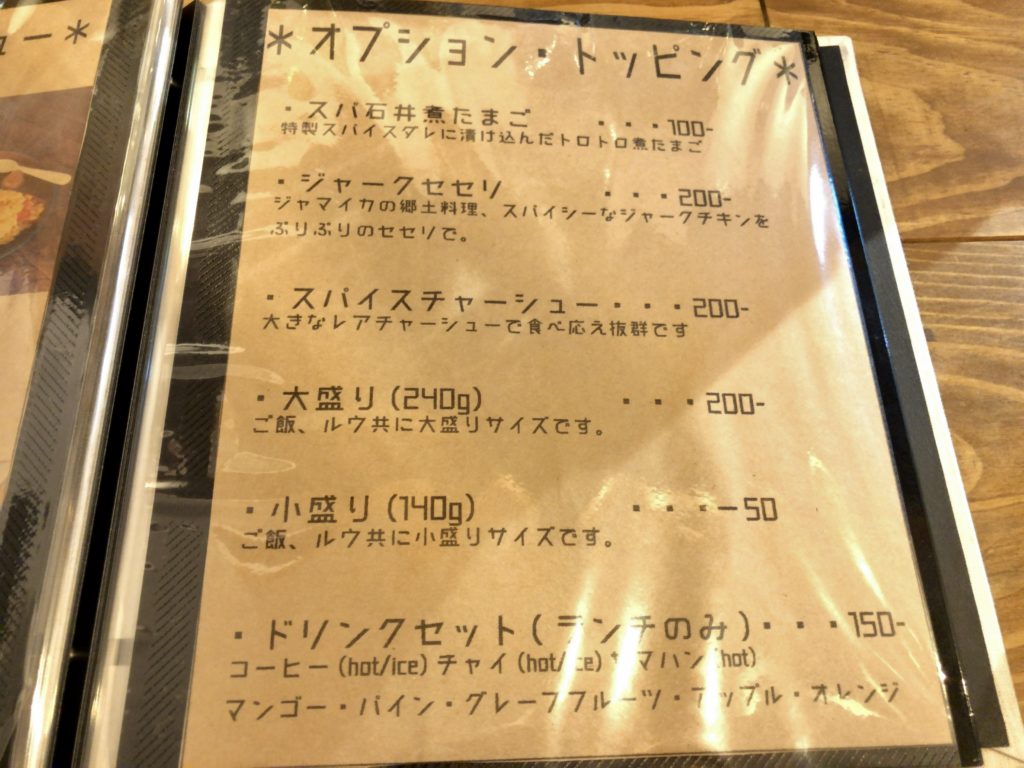 ュー*
*オプション・トッピング*
・スパ石井煮たまご ・・・100-
特製スパイスダレに漬け込んだトロトロ煮たまご
・ジャークセセリ ・・・200-
ジャマイカの郷土料理、スパイシーなジャークチキンを
ぷりぷりのセセリで。
・スパイスチャーシュー・・・200-
大きなレアチャーシューで食べ応え抜群です
・大盛り(240g) ・・・200-
ご飯、ルウ共に大盛りサイズです。
・小盛り(140g) ・・・-50
ご飯、ルウ共に小盛りサイズです。
・ドリンクセット(ランチのみ)・・・150-
コーヒー(hot/ice)チャイ(hot/ice)サマハン(hot)
マンゴー・パイン・グレープフルーツ・アップル・オレンジ